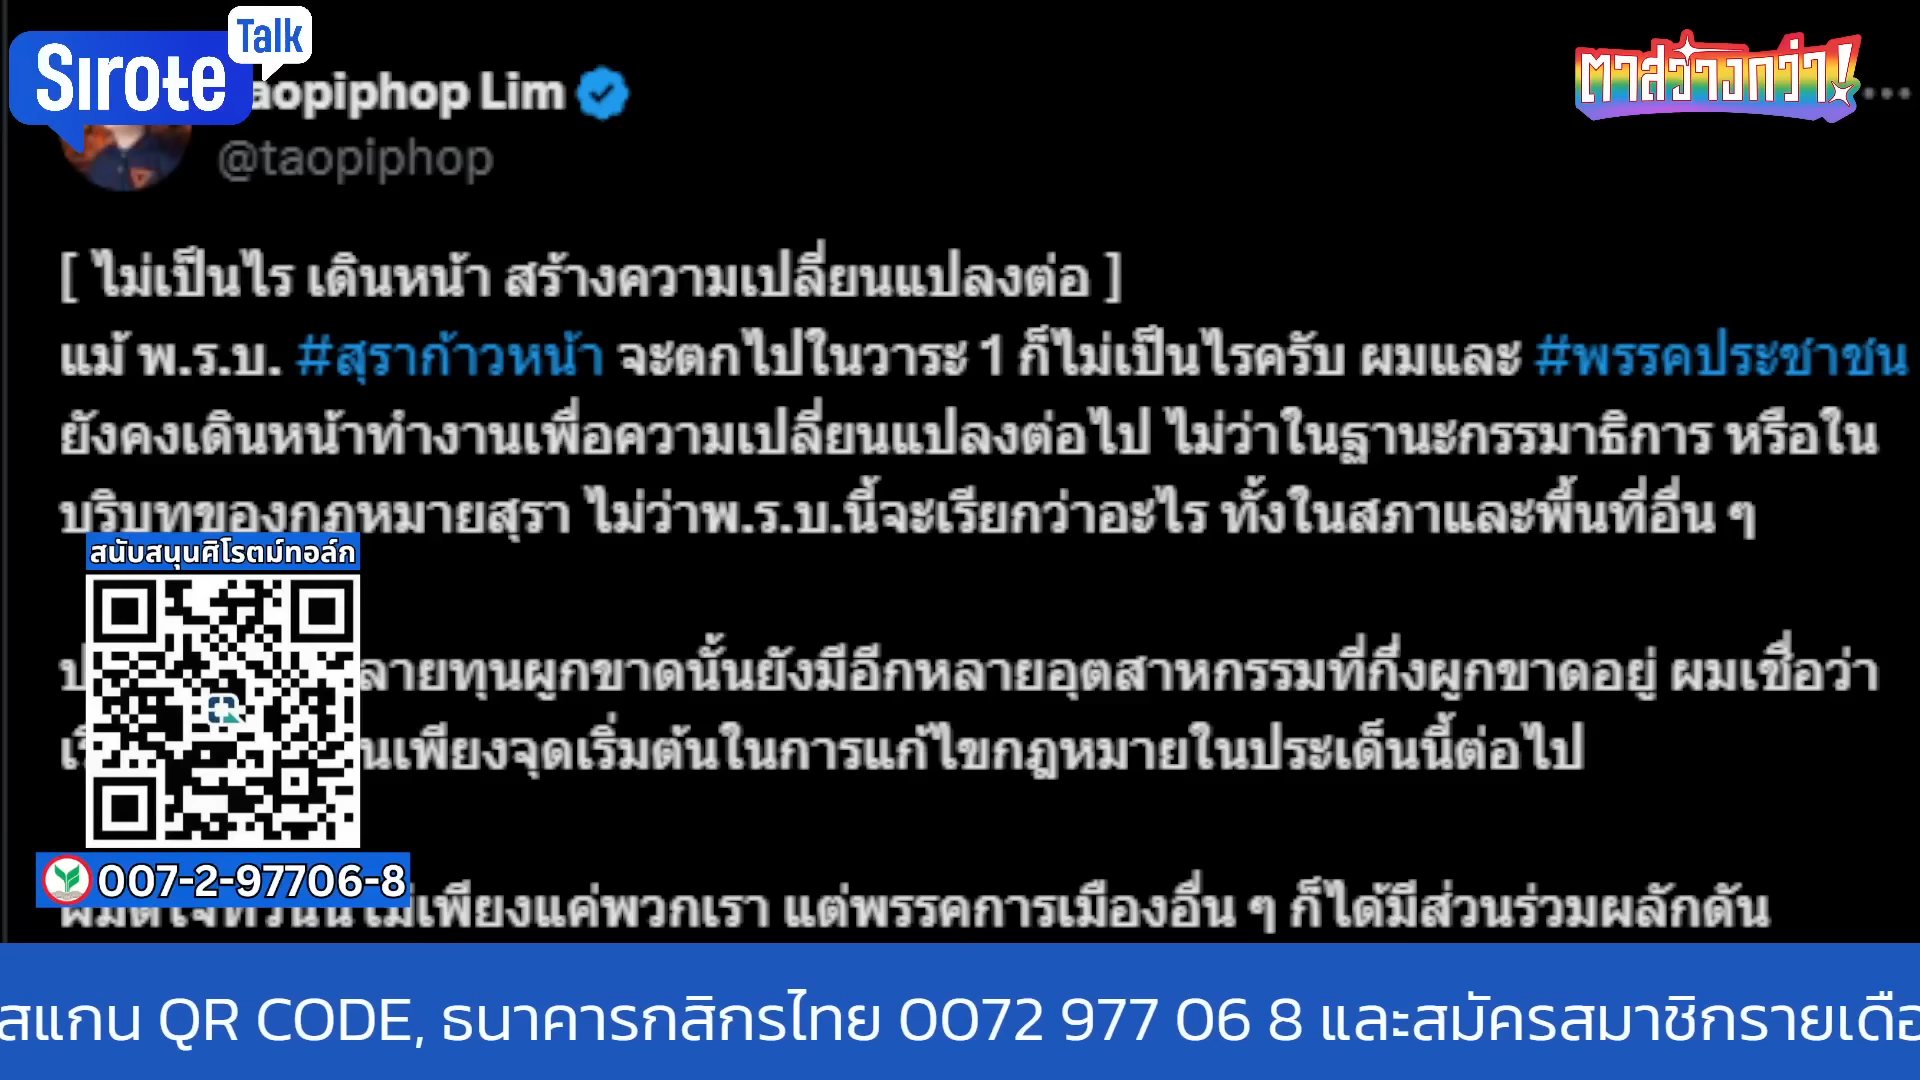 Sirote
Talk
ตาสว่างกว่า!
aopiphop Lim
@taopiphop
[ ไม่เป็นไร เดินหน้า สร้างความเปลี่ยนแปลงต่อ ]
แม้ พ.ร.บ. #สุราก้าวหน้า จะตกไปในวาระ 1 ก็ไม่เป็นไรครับ ผมและ #พรรคประชาชน
ยังคงเดินหน้าทำงานเพื่อความเปลี่ยนแปลงต่อไป ไม่ว่าในฐานะกรรมาธิการ หรือใน
บริบทของกฎหมายสุรา ไม่ว่าพ.ร.บ.นี้จะเรียกว่าอะไร ทั้งในสภาและพื้นที่อื่น ๆ
สนับสนุนศิโรตม์ทอล์ก
ลายทุนผูกขาดนั้นยังมีอีกหลายอุตสาหกรรมที่กึ่งผูกขาดอยู่ ผมเชื่อว่า
นเพียงจุดเริ่มต้นในการแก้ไขกฎหมายในประเด็นนี้ต่อไป
007-2-97706-8
ไม่เพียงแค่พวกเรา แต่พรรคการเมืองอื่น ๆ ก็ได้มีส่วนร่วมผลักดัน
สแกน QR CODE, ธนาคารกสิกรไทย 0072 977 06 8 และสมัครสมาชิกรายเดือ